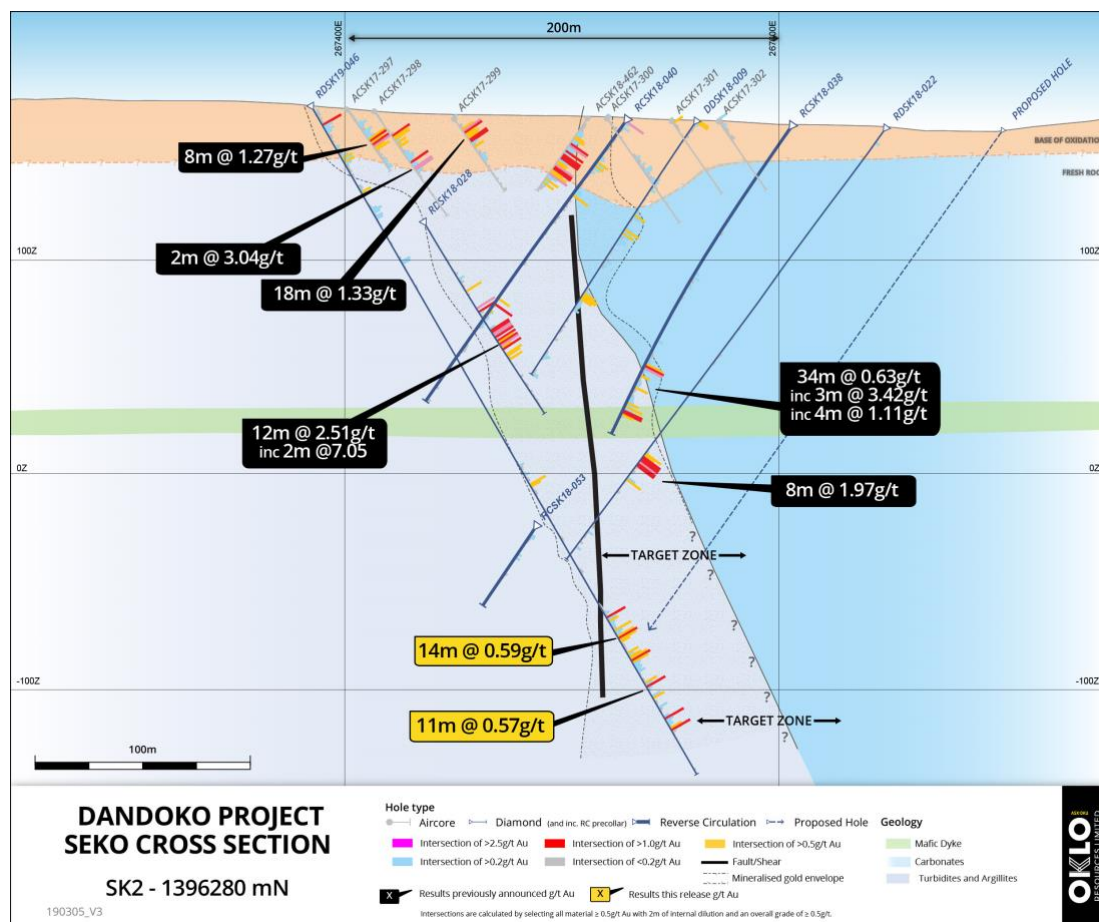 200m
267400E
267600E
RDSK19-046
ACSK17-297
ACSK17-298
ACSK17-299
ACSK18-462
ACSK17-300
RCSK18-040
ACSK17-301
DDSK18-009
ACSK17-302
RCSK18-038
RDSK18-022
PROPOSED HOLE
BASE OF OXIDATIO
FRESH ROC
8m @ 1.27g/t
RDSK18-028
2m @ 3.04g/t
100Z
100Z
18m @ 1.33g/t
34m @ 0.63g/t
inc 3m @ 3.42g/t
inc 4m @ 1.11g/t
12m @ 2.51g/t
inc 2m @7.05
0Z
0Z
8m @ 1.97g/t
RCSK18-053
?
TARGET ZONE
?
?
14m @ 0.59g/t
?
-100Z
-100Z
?
11m @ 0.57g/t
TARGET ZONE
?
100m
DANDOKO PROJECT
SEKO CROSS SECTION
SK2 - 1396280 mN
190305_V3
Hole type
Aircore
Diamond (and inc. RC precollar)
Reverse Circulation
Proposed Hole
Geology
Intersection of >2.5g/t Au
Intersection of >1.0g/t Au
Intersection of >0.5g/t Au
Mafic Dyke
Intersection of >0.2g/t Au
Intersection of <0.2g/t Au
Fault/Shear
Carbonates
Mineralised gold envelope
Turbidites and Argillites
X Results previously announced g/t Au
X Results this release g/t Au
Intersections are calculated by selecting all material ≥ 0.5g/t Au with 2m of internal dilution and an overall grade of ≥ 0.5g/t.
ASX OKU
OKLO
RESOURCES LIMITED